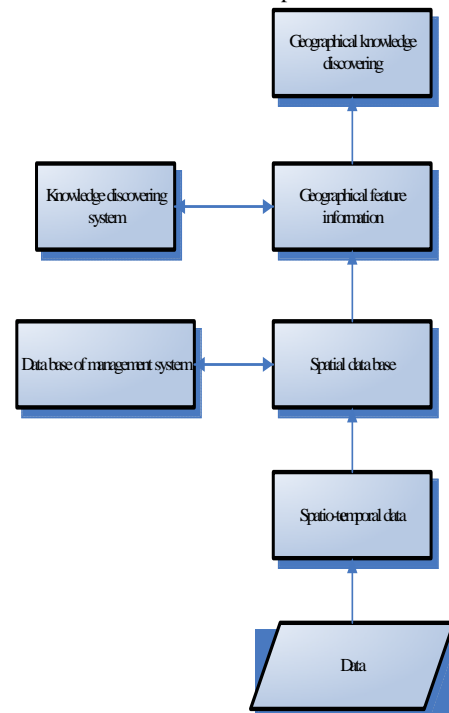 Geographical knowledge
discovering
Knowledge discovering
system
Geographical feature
information
Data base of management system
Spatial data base
Spatio-temporal data
Data